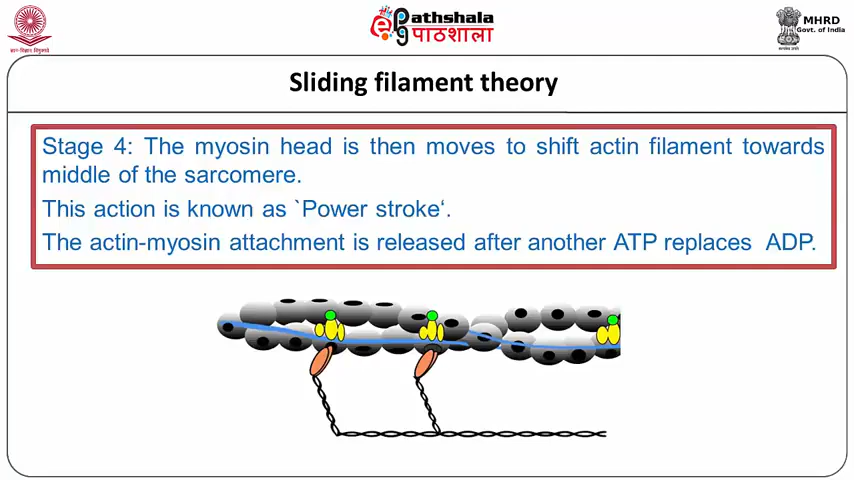 Pathshala
पाठशाला
MHRD
Govt. of India
Sliding filament theory
Stage 4: The myosin head is then moves to shift actin filament towards
middle of the sarcomere.
This action is known as `Power stroke‘.
The actin-myosin attachment is released after another ATP replaces ADP.